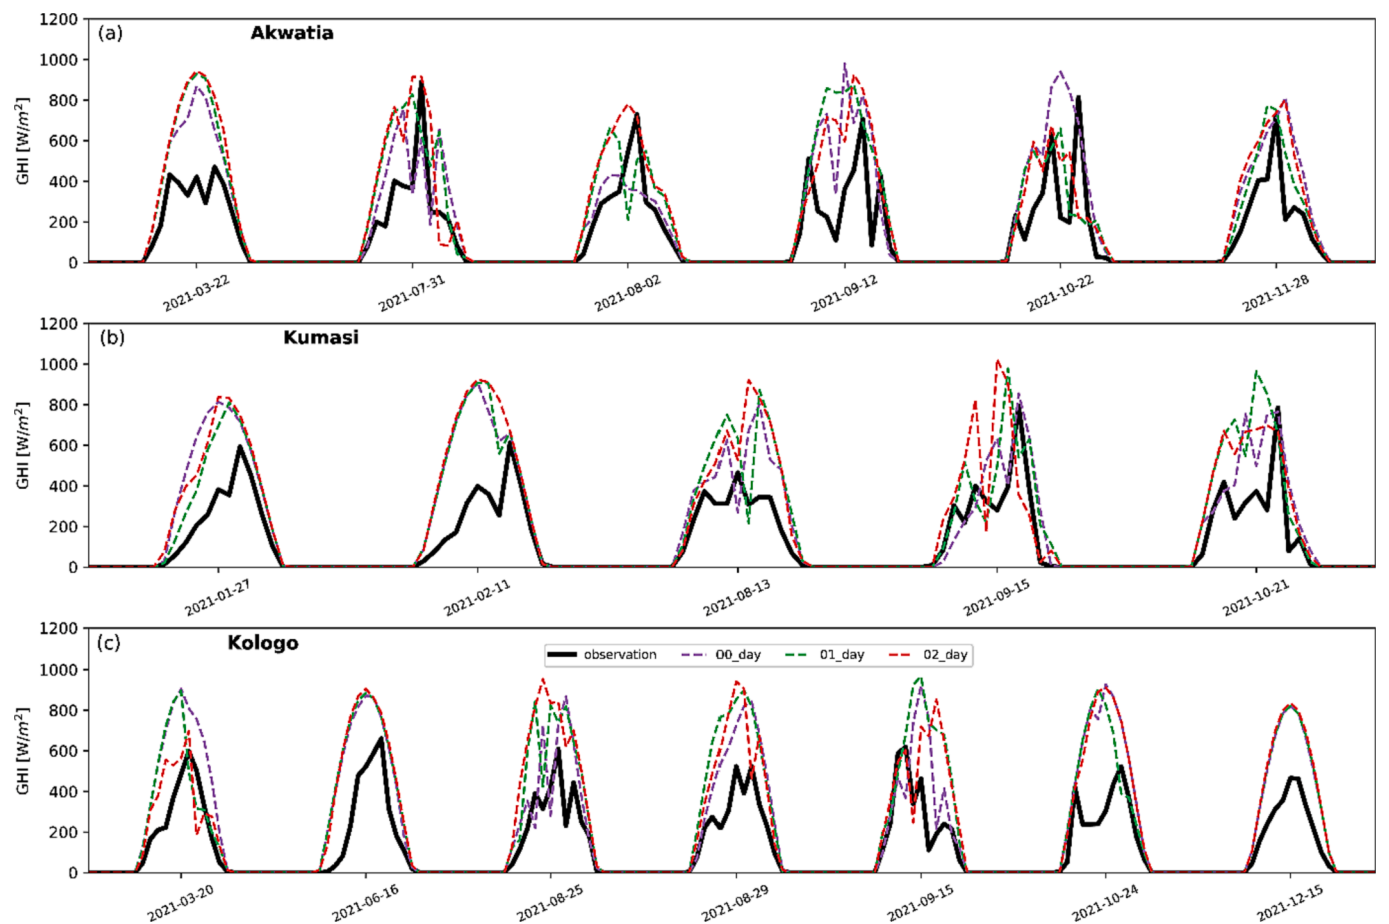 (a) Akwatia
1200
1000
800
600
400
200
0
GHI [W/m²]
2021-03-22 2021-07-31 2021-08-02 2021-09-12 2021-10-22 2021-11-28
(b) Kumasi
1200
1000
800
600
400
200
0
GHI [W/m²]
2021-01-27 2021-02-11 2021-08-13 2021-09-15 2021-10-21
(c) Kologo
observation 00_day 01_day 02_day
1200
1000
800
600
400
200
0
GHI [W/m²]
2021-03-20 2021-06-16 2021-08-25 2021-08-29 2021-09-15 2021-10-24 2021-12-15